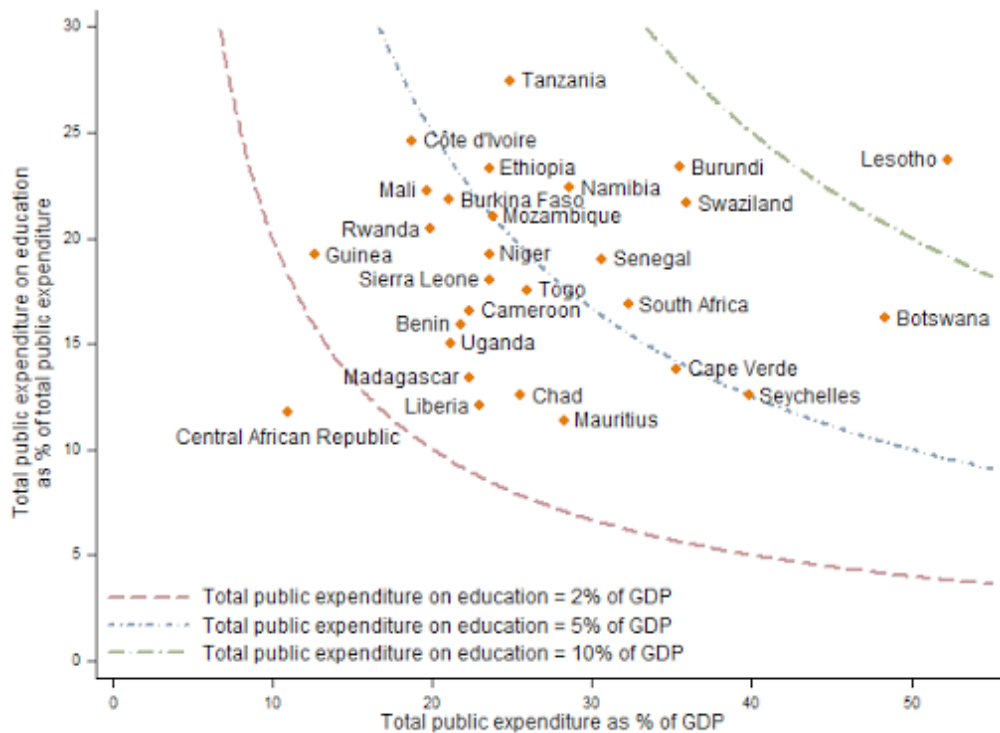 Total public expenditure on education
as % of total public expenditure
30
25
20
15
10
5
0
Tanzania
Côte d'Ivoire
Ethiopia
Burundi
Lesotho
Mali
Burkina Faso
Namibia
Swaziland
Rwanda
Mozambique
Guinea
Niger
Senegal
Sierra Leone
Togo
Cameroon
South Africa
Botswana
Benin
Uganda
Madagascar
Cape Verde
Liberia
Chad
Seychelles
Mauritius
Central African Republic
Total public expenditure on education = 2% of GDP
Total public expenditure on education = 5% of GDP
Total public expenditure on education = 10% of GDP
0 10 20 30 40 50
Total public expenditure as % of GDP